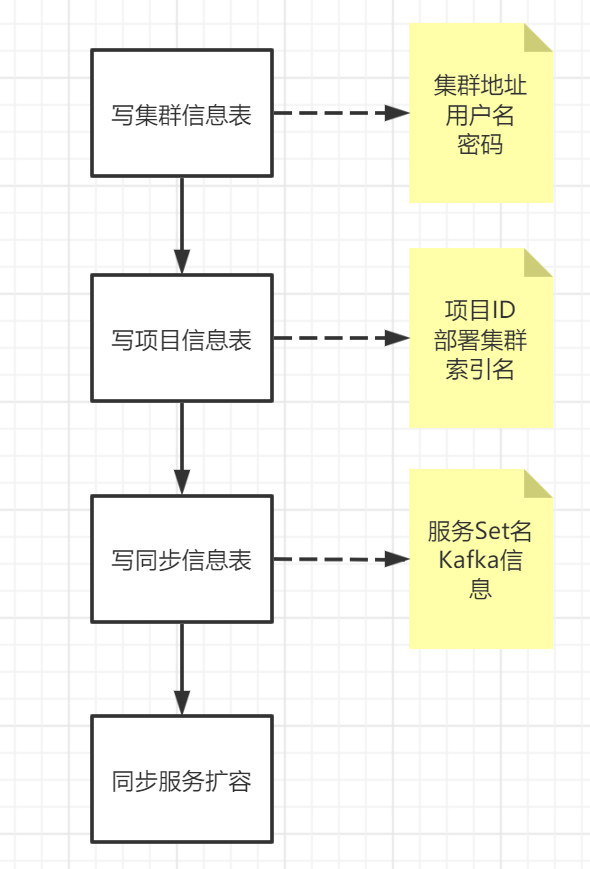 写集群信息表
集群地址
用户名
密码
写项目信息表
项目ID
部署集群
索引名
写同步信息表
服务Set名
Kafka信
息
同步服务扩容